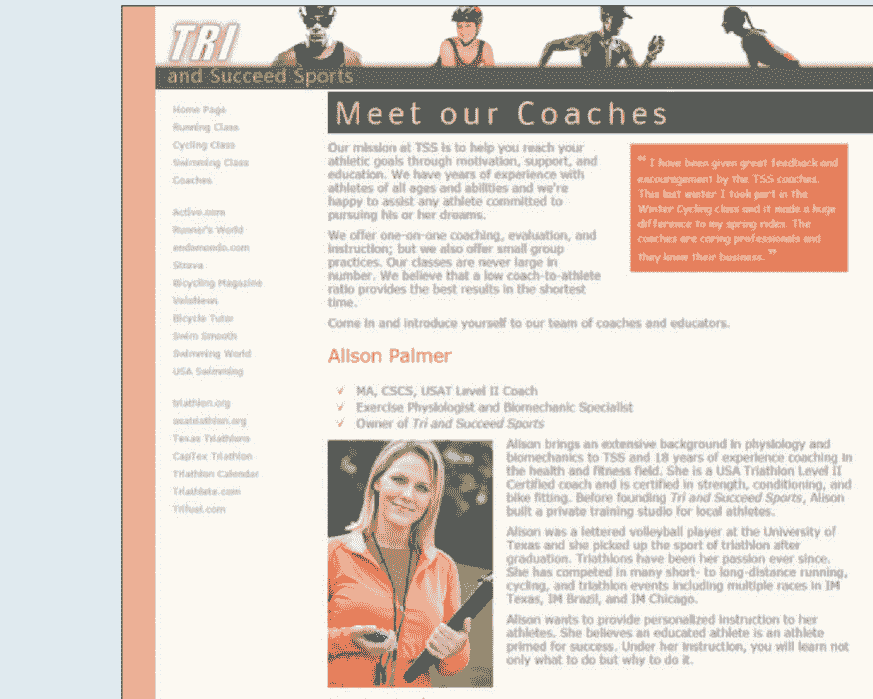 TRI
and Succeed Sports
Home Page
Running Class
Cycling Class
Swimming Class
Coaches
Active.com
Runner's World
endomondo.com
Strava
Bicycling Magazine
VeloNews
Bicycle Tutor
Swim Smooth
Swimming World
USA Swimming
triathlon.org
usatriathlon.org
Texas Triathlons
CapTex Triathlon
Triathlon Calendar
Triathlete.com
Trifuel.com
Meet our Coaches
Our mission at TSS is to help you reach your
athletic goals through motivation, support, and
education. We have years of experience with
athletes of all ages and abilities and we're
happy to assist any athlete committed to
pursuing his or her dreams.
We offer one-on-one coaching, evaluation, and
instruction; but we also offer small group
practices. Our classes are never large in
number. We believe that a low coach-to-athlete
ratio provides the best results in the shortest
time.
“ I have been given great feedback and
encouragement by the TSS coaches.
This last winter I took part in the
Winter Cycling class and it made a huge
difference to my spring rides. The
coaches are caring professionals and
they know their business. ”
Come in and introduce yourself to our team of coaches and educators.
Alison Palmer
MA, CSCS, USAT Level II Coach
Exercise Physiologist and Biomechanic Specialist
Owner of Tri and Succeed Sports
Alison brings an extensive background in physiology and
biomechanics to TSS and 18 years of experience coaching in
the health and fitness field. She is a USA Triathlon Level II
Certified coach and is certified in strength, conditioning, and
bike fitting. Before founding Tri and Succeed Sports, Alison
built a private training studio for local athletes.
Alison was a lettered volleyball player at the University of
Texas and she picked up the sport of triathlon after
graduation. Triathlons have been her passion ever since.
She has competed in many short- to long-distance running,
cycling, and triathlon events including multiple races in IM
Texas, IM Brazil, and IM Chicago.
Alison wants to provide personalized instruction to her
athletes. She believes an educated athlete is an athlete
primed for success. Under her instruction, you will learn not
only what to do but why to do it.